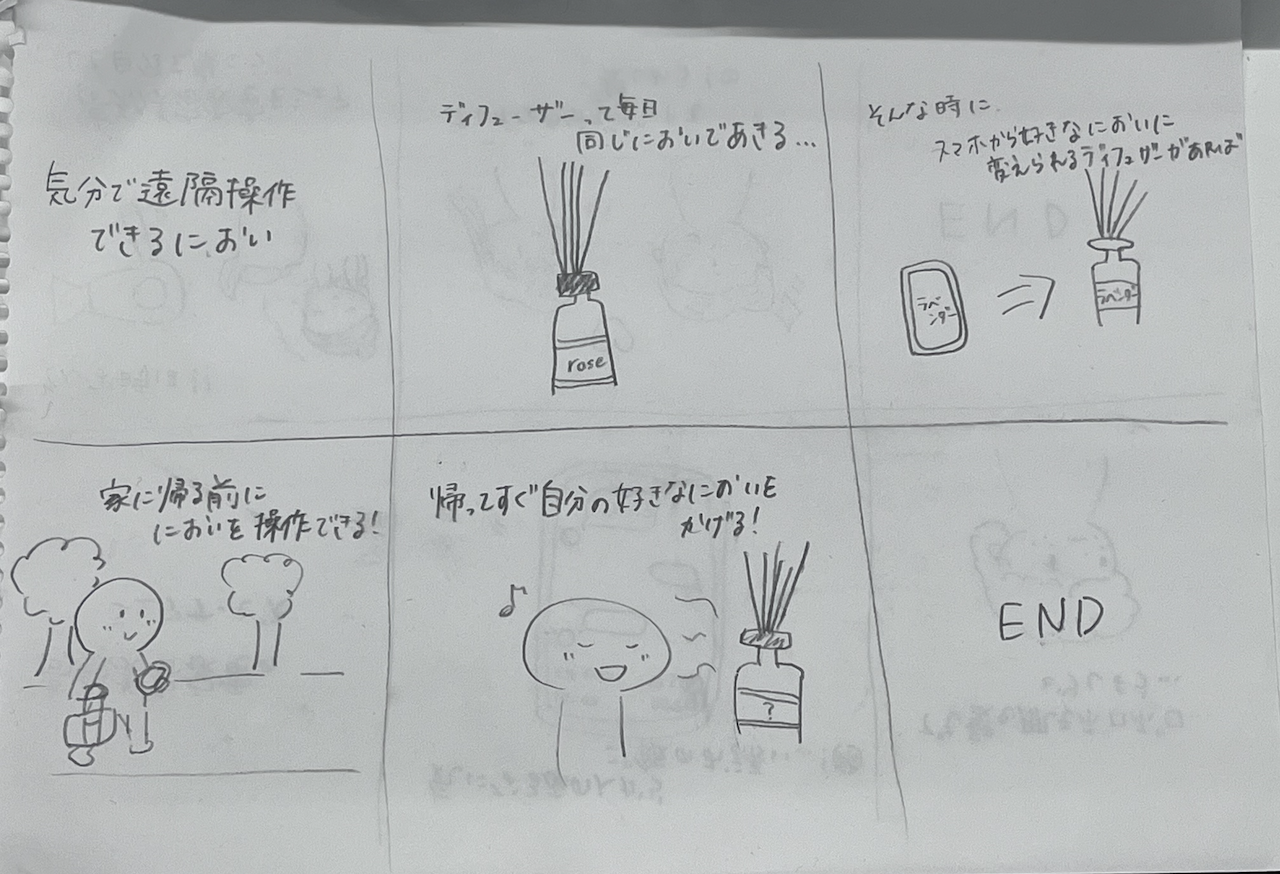 気分で遠隔操作
できるにおい
ディフューザーって毎日
同じにおいであきる…
rose
そんな時に
スマホから好きなにおいに
変えられるディフューザーがあれば
ラベ
ンダー
ラベンダー
家に帰る前に
においを操作できる!
帰ってすぐ自分の好きなにおいを
かげる!
?
END